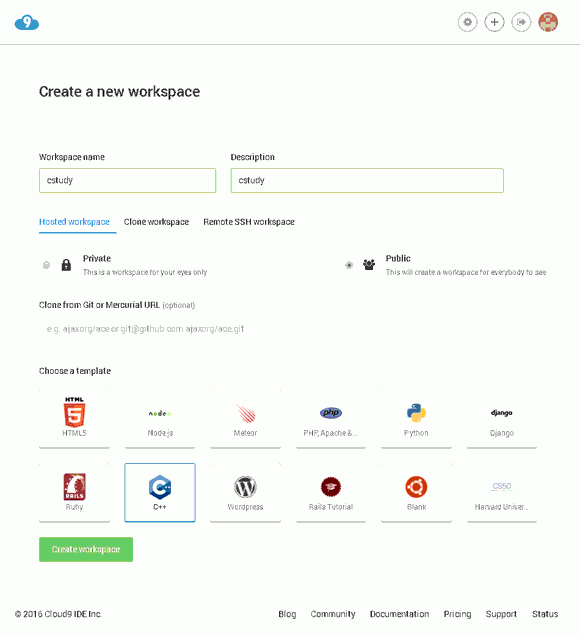 9
Create a new workspace
Workspace name Description
cstudy cstudy
Hosted workspace Clone workspace Remote SSH workspace
Private Public
This is a workspace for your eyes only This will create a workspace for everybody to see
Clone from Git or Mercurial URL (optional)
e.g. ajaxorg/ace or git@github.com:ajaxorg/ace.git
Choose a template
HTML 5 node php django
HTML5 Node.js Meteor PHP, Apache &... Python Django
RAILS C++ W CS50
Ruby C++ Wordpress Rails Tutorial Blank Harvard Univer...
Create workspace
© 2016 Cloud9 IDE Inc. Blog Community Documentation Pricing Support Status